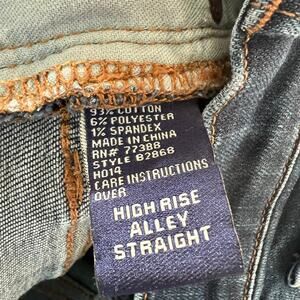 93% COTTON
6% POLYESTER
1% SPANDEX
MADE IN CHINA
RN# 77388
STYLE B2868
H014
CARE INSTRUCTIONS
OVER
HIGH RISE
ALLEY
STRAIGHT